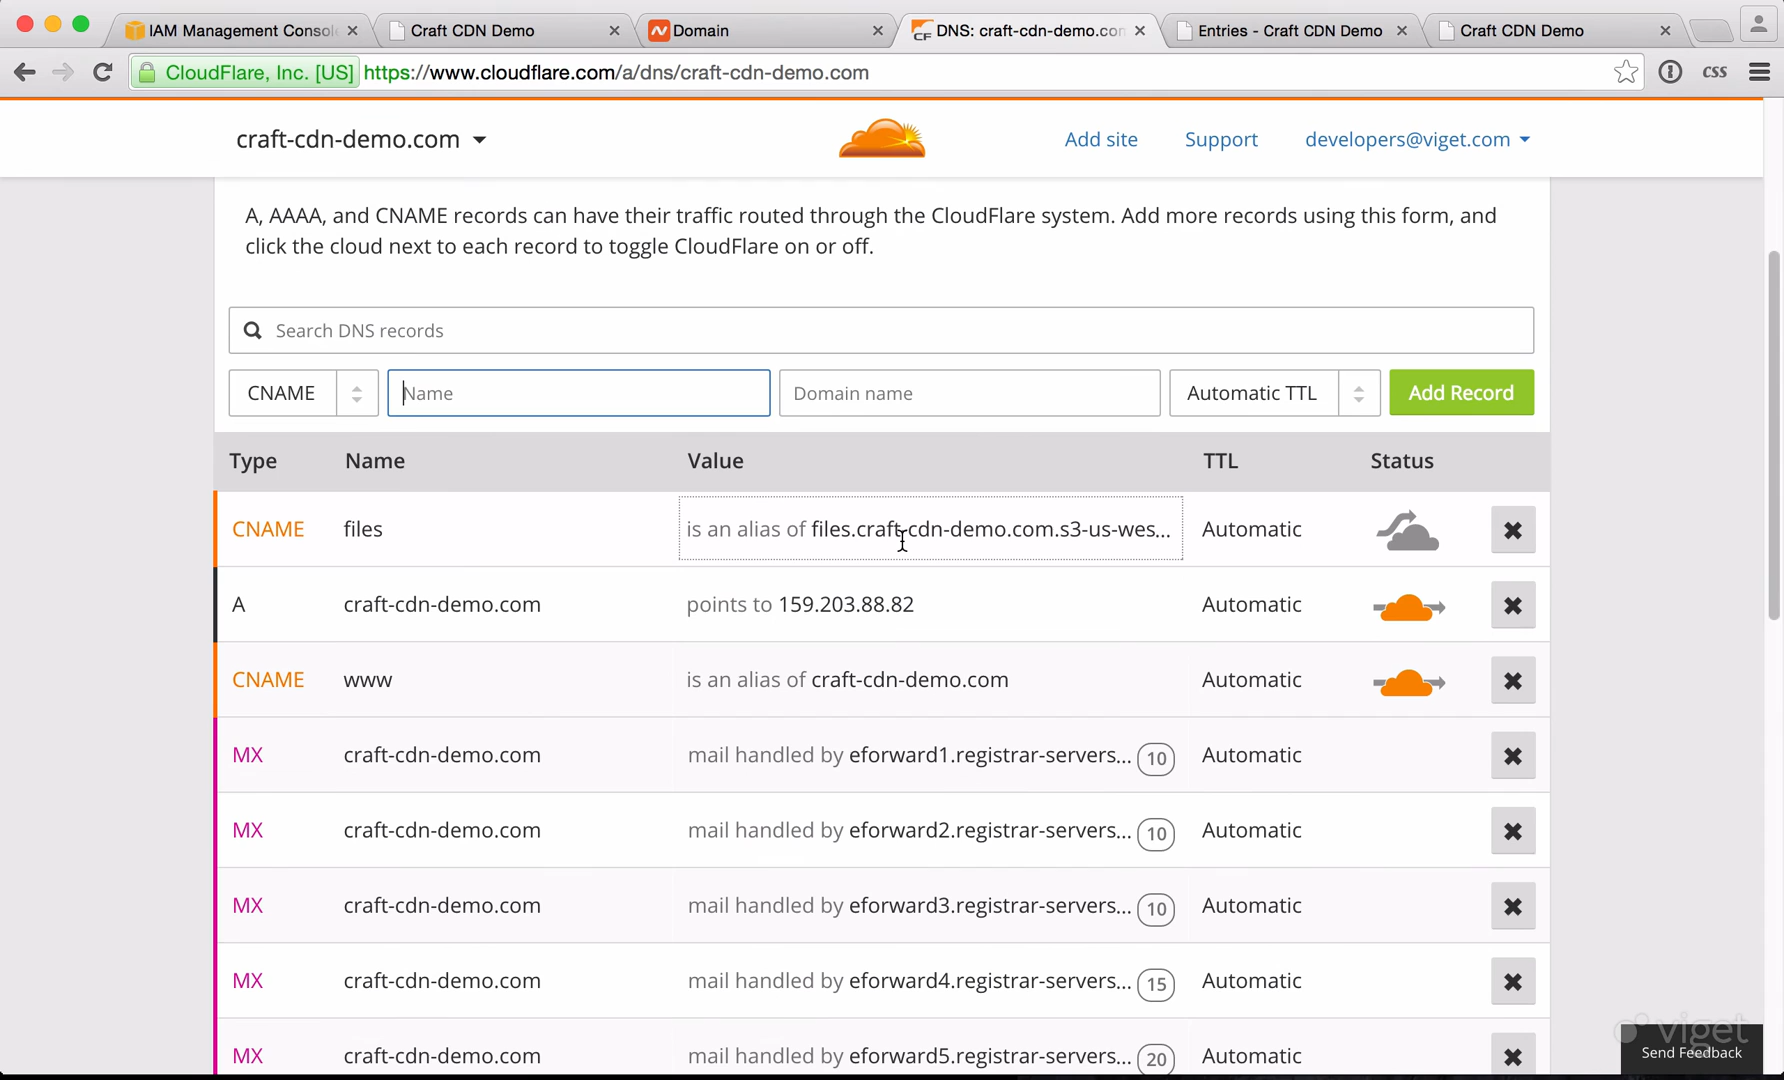 IAM Management Consol
Craft CDN Demo
Domain
DNS: craft-cdn-demo.com
Entries - Craft CDN Demo
Craft CDN Demo
CloudFlare, Inc. [US] https://www.cloudflare.com/a/dns/craft-cdn-demo.com
css
craft-cdn-demo.com
Add site
Support
developers@viget.com
A, AAAA, and CNAME records can have their traffic routed through the CloudFlare system. Add more records using this form, and
click the cloud next to each record to toggle CloudFlare on or off.
Search DNS records
CNAME Name Domain name Automatic TTL Add Record
Type Name Value TTL Status
CNAME files is an alias of files.craft-cdn-demo.com.s3-us-wes... Automatic
A craft-cdn-demo.com points to 159.203.88.82 Automatic
CNAME www is an alias of craft-cdn-demo.com Automatic
MX craft-cdn-demo.com mail handled by eforward1.registrar-servers... 10 Automatic
MX craft-cdn-demo.com mail handled by eforward2.registrar-servers... 10 Automatic
MX craft-cdn-demo.com mail handled by eforward3.registrar-servers... 10 Automatic
MX craft-cdn-demo.com mail handled by eforward4.registrar-servers... 15 Automatic
MX craft-cdn-demo.com mail handled by eforward5.registrar-servers... 20 Automatic
viget
Send Feedback